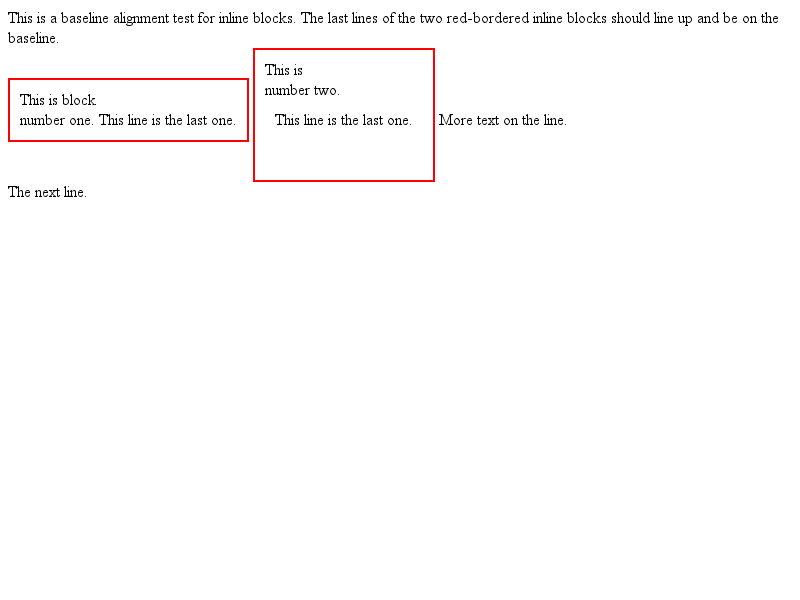 This is a baseline alignment test for inline blocks. The last lines of the two red-bordered inline blocks should line up and be on the
baseline.
This is block
number one. This line is the last one.
This is
number two.
This line is the last one.
More text on the line.
The next line.